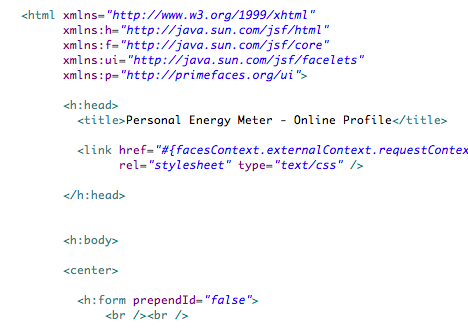 <html xmlns="http://www.w3.org/1999/xhtml"
xmlns:h="http://java.sun.com/jsf/html"
xmlns:f="http://java.sun.com/jsf/core"
xmlns:ui="http://java.sun.com/jsf/facelets"
xmlns:p="http://primefaces.org/ui">
<h:head>
<title>Personal Energy Meter - Online Profile</title>
<link href="#{facesContext.externalContext.requestContex
rel="stylesheet" type="text/css" />
</h:head>
<h:body>
<center>
<h:form prependId="false">
<br /><br />